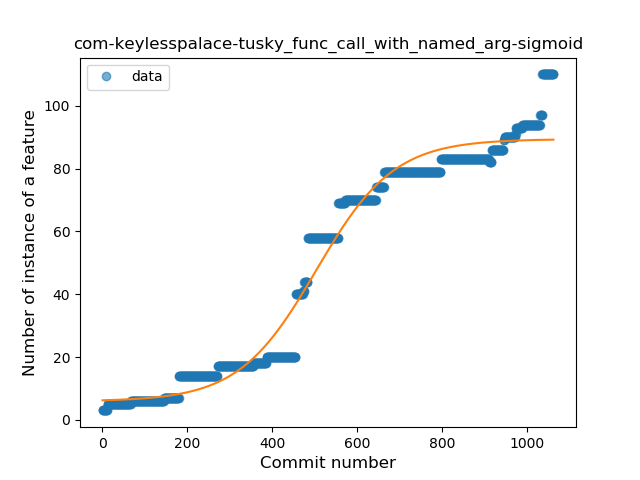 com-keylesspalace-tusky_func_call_with_named_arg-sigmoid
data
Number of instance of a feature
100
80
60
40
20
0
0 200 400 600 800 1000
Commit number